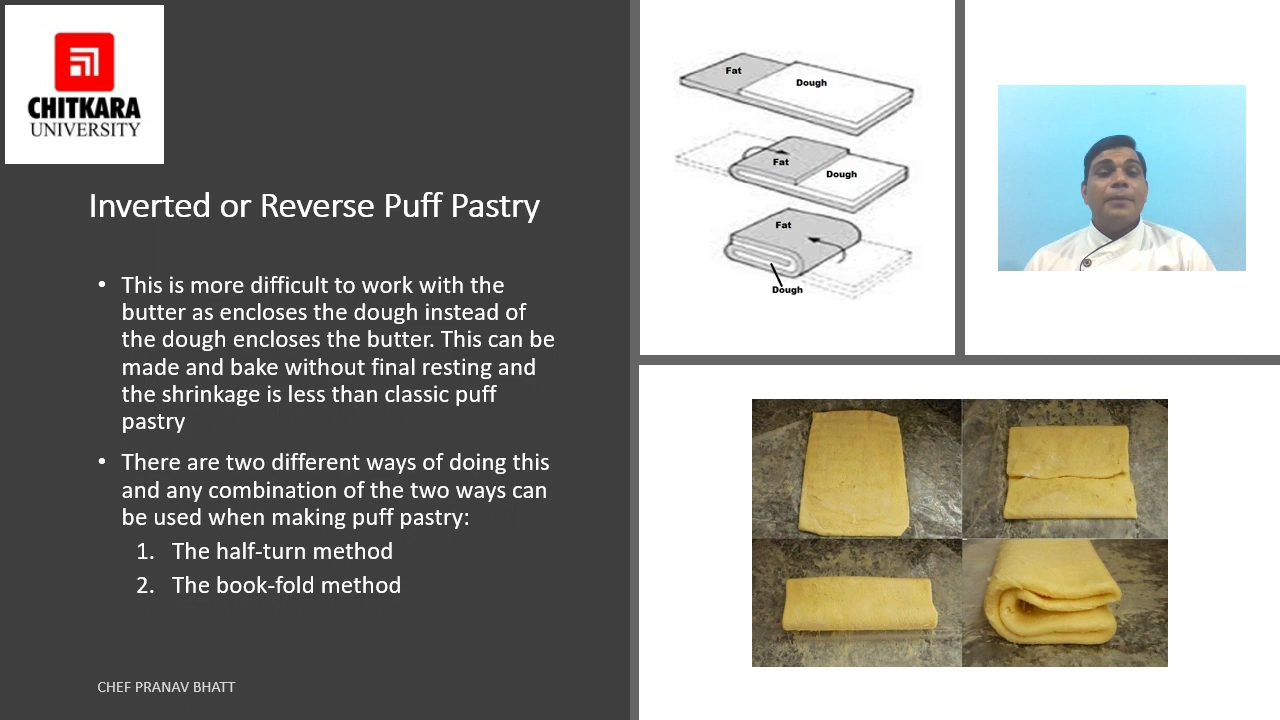 CHITKARA
UNIVERSITY
Inverted or Reverse Puff Pastry
• This is more difficult to work with the
butter as encloses the dough instead of
the dough encloses the butter. This can be
made and bake without final resting and
the shrinkage is less than classic puff
pastry
• There are two different ways of doing this
and any combination of the two ways can
be used when making puff pastry:
1. The half-turn method
2. The book-fold method
CHEF PRANAV BHATT
Fat
Dough
Fat
Dough
Fat
Dough